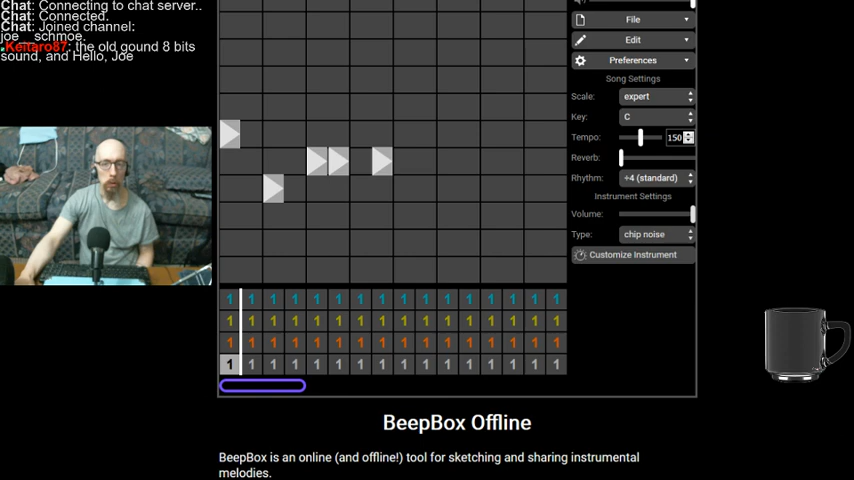 Chat: Connecting to chat server..
Chat: Connected.
Chat: Joined channel:
joe__schmoe.
Keitaro87: the old gound 8 bits
sound, and Hello, Joe
File
Edit
Preferences
Song Settings
Scale: expert
Key: C
Tempo: 150
Reverb:
Rhythm: ÷4 (standard)
Instrument Settings
Volume:
Type: chip noise
Customize Instrument
1 1 1 1 1 1 1 1 1 1 1 1 1 1 1 1
1 1 1 1 1 1 1 1 1 1 1 1 1 1 1 1
1 1 1 1 1 1 1 1 1 1 1 1 1 1 1 1
1 1 1 1 1 1 1 1 1 1 1 1 1 1 1 1
BeepBox Offline
BeepBox is an online (and offline!) tool for sketching and sharing instrumental
melodies.